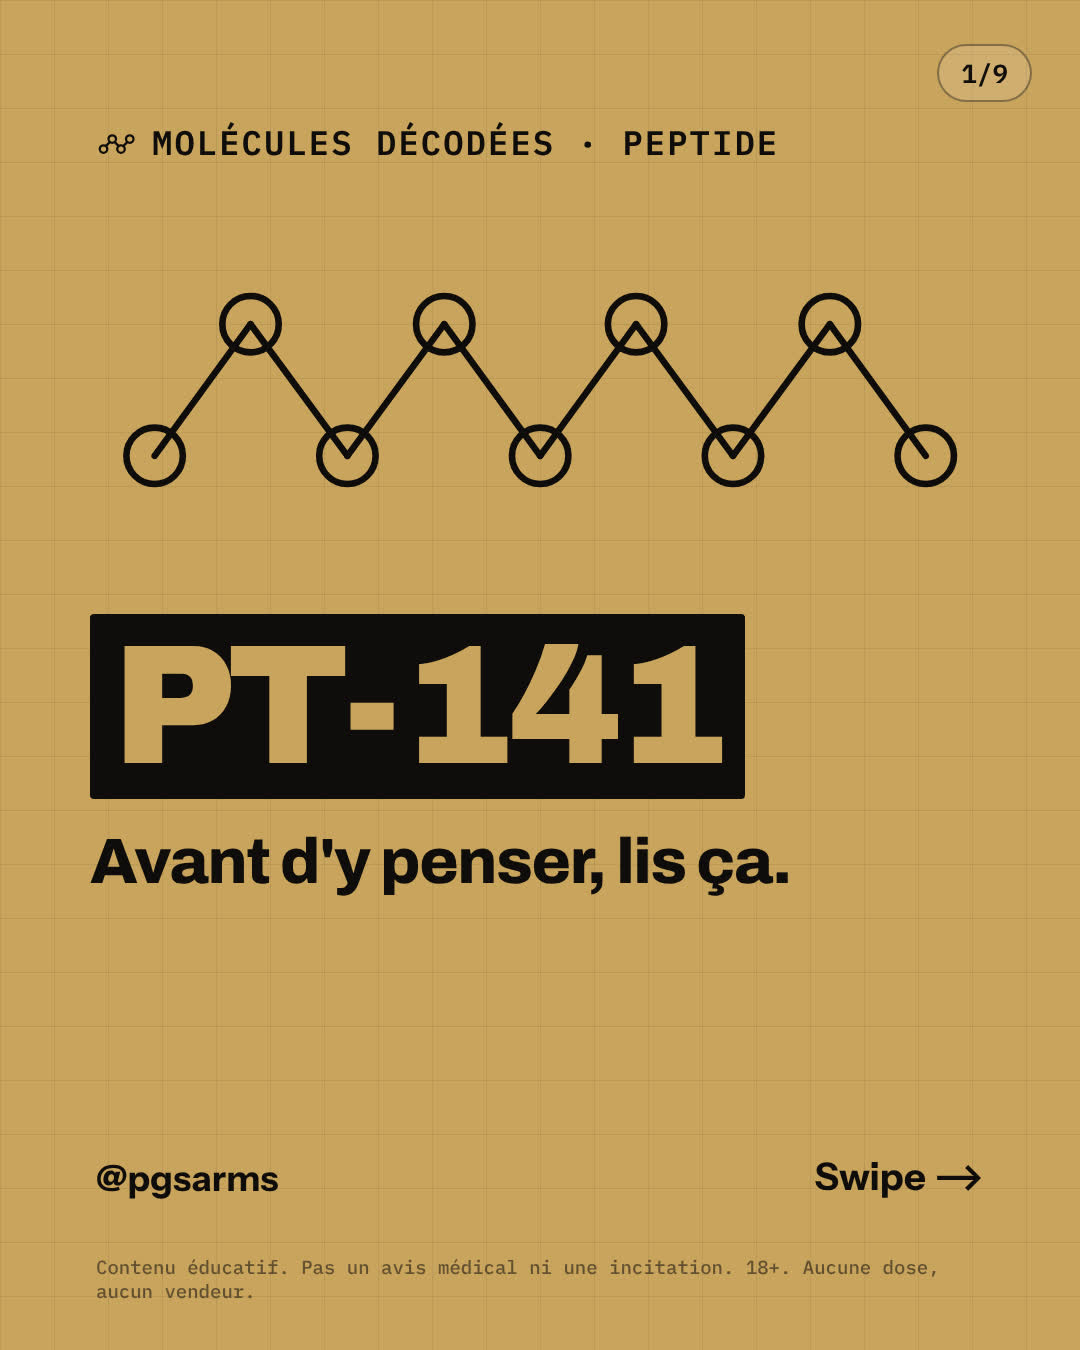 1/9
MOLÉCULES DÉCODÉES · PEPTIDE
PT-141
Avant d'y penser, lis ça.
@pgsarms
Swipe →
Contenu éducatif. Pas un avis médical ni une incitation. 18+. Aucune dose,
aucun vendeur.